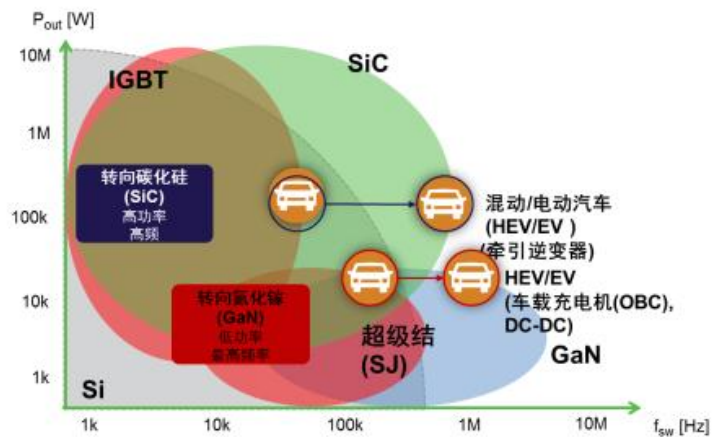 P_out [W]
10M
IGBT
SiC
1M
转向碳化硅
(SiC)
高功率
高频
100k
混动/电动汽车
(HEV/EV )
(牵引逆变器)
HEV/EV
(车载充电机(OBC),
DC-DC)
10k
转向氮化镓
(GaN)
低功率
最高频率
超级结
(SJ)
GaN
1k
Si
1k
10k
100k
1M
10M
f_sw [Hz]